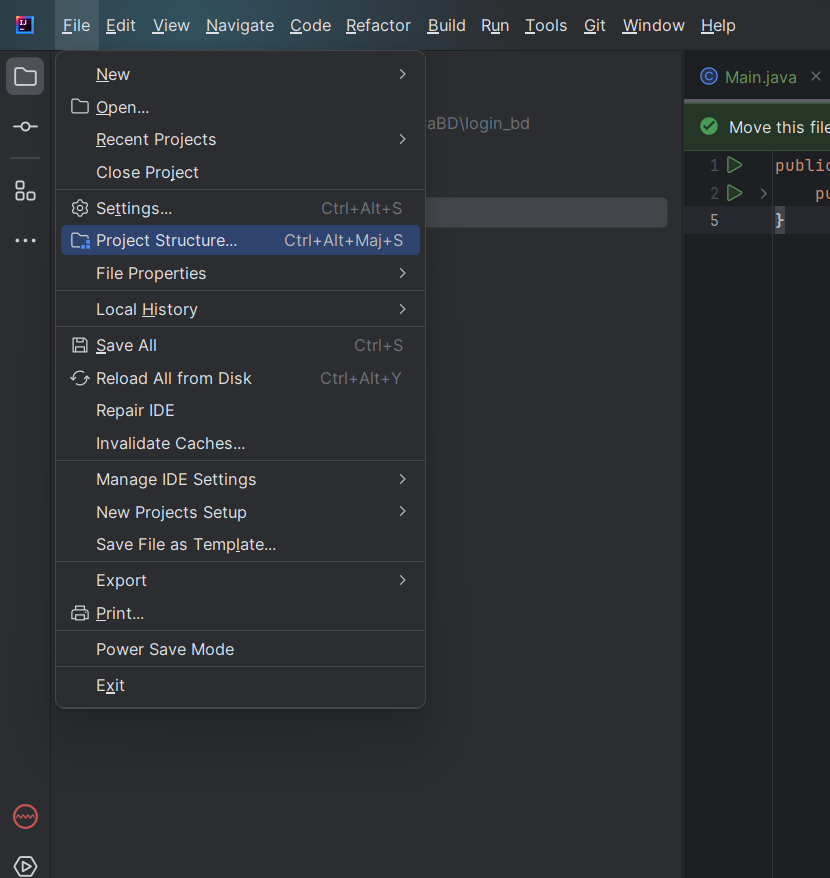 IJ
File Edit View Navigate Code Refactor Build Run Tools Git Window Help
New
Open...
Recent Projects
Close Project
Settings... Ctrl+Alt+S
Project Structure... Ctrl+Alt+Maj+S
File Properties
Local History
Save All Ctrl+S
Reload All from Disk Ctrl+Alt+Y
Repair IDE
Invalidate Caches...
Manage IDE Settings
New Projects Setup
Save File as Template...
Export
Print...
Power Save Mode
Exit
aBD\login_bd
Main.java
Move this file
1 public
2 pu
5 }